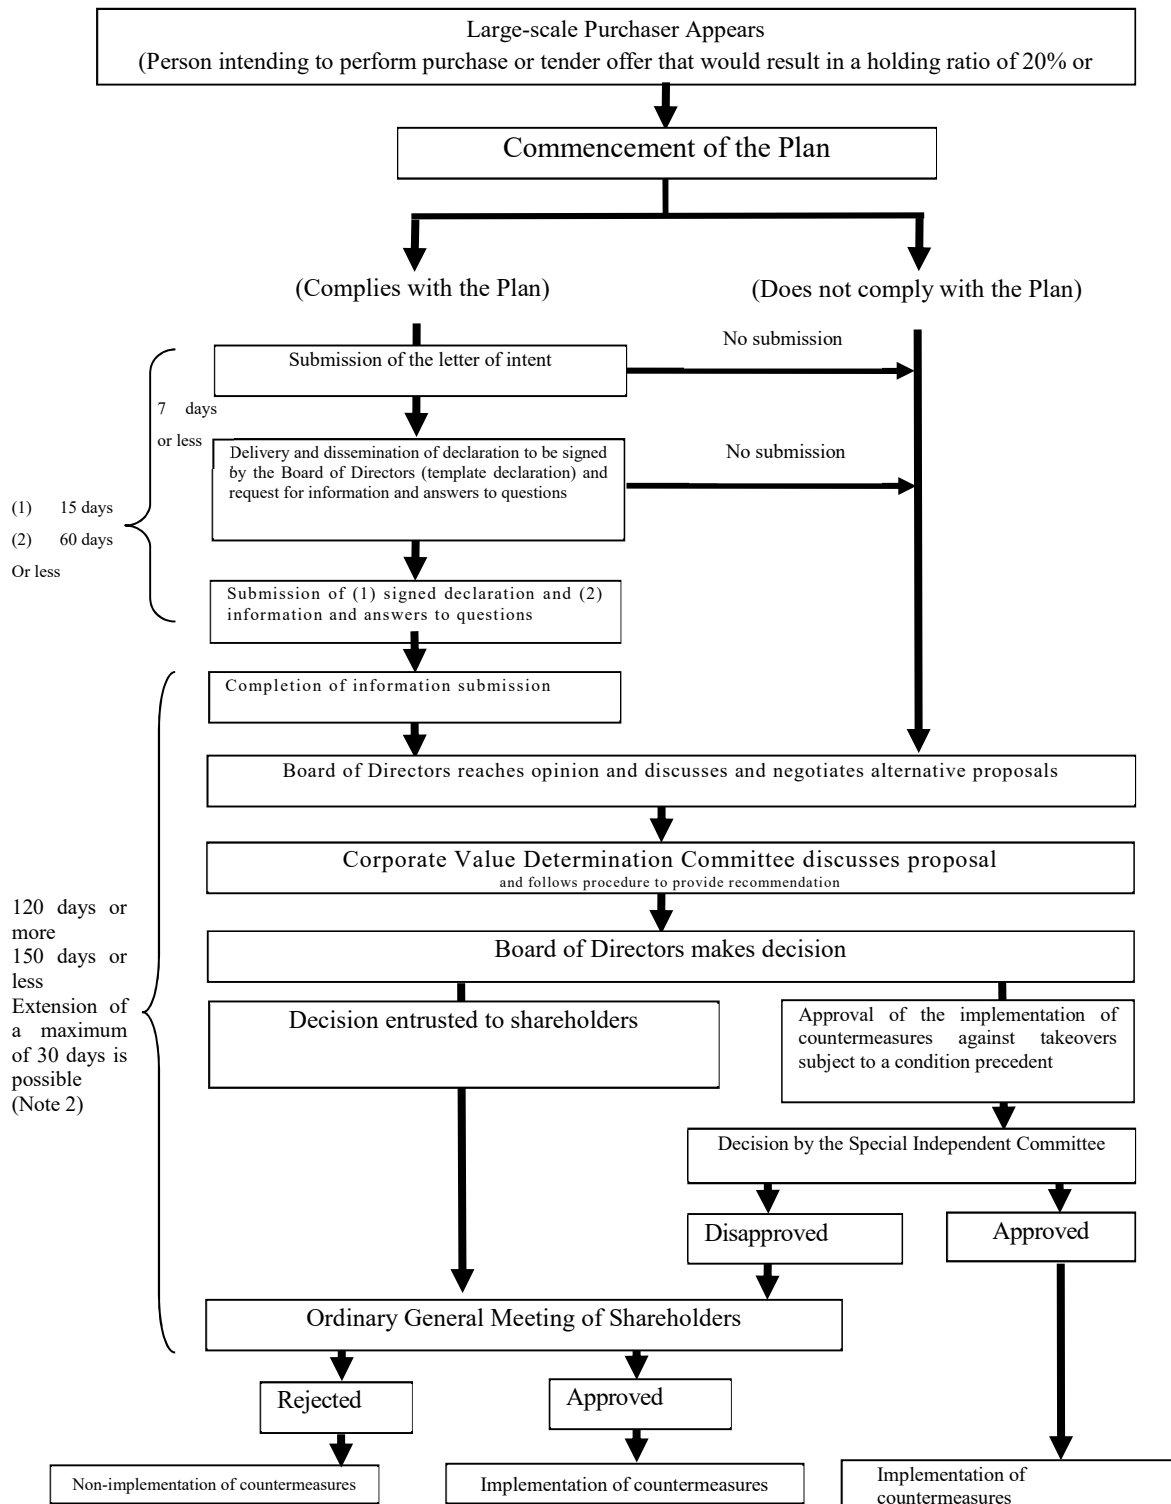 Large-scale Purchaser Appears
(Person intending to perform purchase or tender offer that would result in a holding ratio of 20% or
Commencement of the Plan
(Complies with the Plan)
(Does not comply with the Plan)
Submission of the letter of intent
No submission
7 days
or less
Delivery and dissemination of declaration to be signed
by the Board of Directors (template declaration) and
request for information and answers to questions
No submission
(1) 15 days
(2) 60 days
Or less
Submission of (1) signed declaration and (2)
information and answers to questions
Completion of information submission
Board of Directors reaches opinion and discusses and negotiates alternative proposals
Corporate Value Determination Committee discusses proposal
and follows procedure to provide recommendation
120 days or
more
150 days or
less
Extension of
a maximum
of 30 days is
possible
(Note 2)
Board of Directors makes decision
Decision entrusted to shareholders
Approval of the implementation of
countermeasures against takeovers
subject to a condition precedent
Decision by the Special Independent Committee
Disapproved
Approved
Ordinary General Meeting of Shareholders
Rejected
Approved
Non-implementation of countermeasures
Implementation of countermeasures
Implementation of
countermeasures